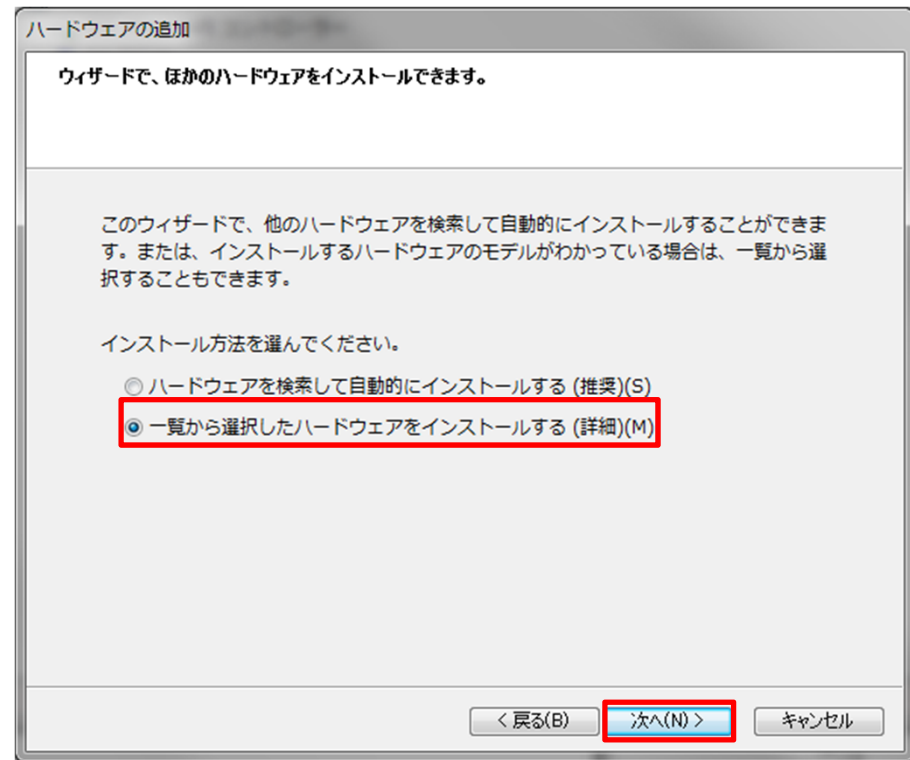 ハードウェアの追加
ウィザードで、ほかのハードウェアをインストールできます。
このウィザードで、他のハードウェアを検索して自動的にインストールすることができま
す。または、インストールするハードウェアのモデルがわかっている場合は、一覧から選
択することもできます。
インストール方法を選んでください。
ハードウェアを検索して自動的にインストールする (推奨)(S)
一覧から選択したハードウェアをインストールする (詳細)(M)
< 戻る(B)
次へ(N) >
キャンセル